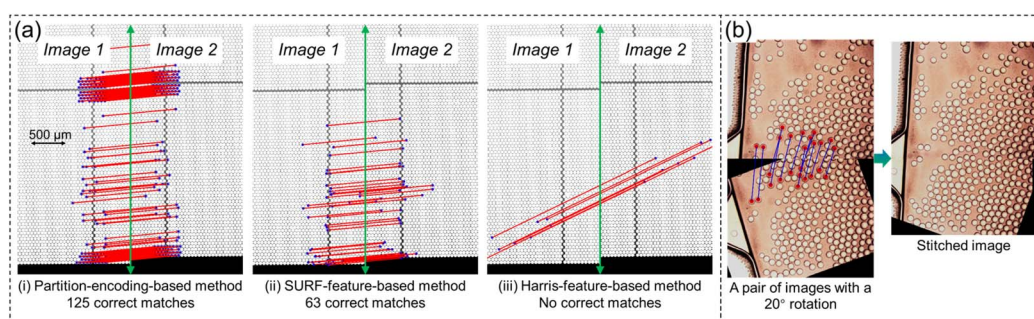 (a)
Image 1
Image 2
500 µm
(i) Partition-encoding-based method
125 correct matches
Image 1
Image 2
(ii) SURF-feature-based method
63 correct matches
Image 1
Image 2
(iii) Harris-feature-based method
No correct matches
(b)
A pair of images with a
20° rotation
Stitched image